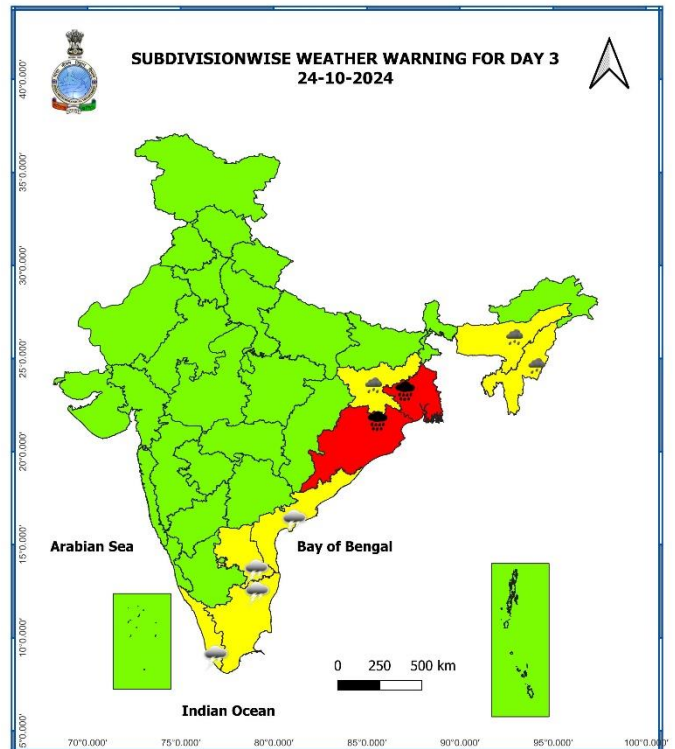 SUBDIVISIONWISE WEATHER WARNING FOR DAY 3
24-10-2024
40°0.000'
35°0.000'
30°0.000'
25°0.000'
20°0.000'
15°0.000'
10°0.000'
5°0.000'
Arabian Sea
Bay of Bengal
0 250 500 km
Indian Ocean
70°0.000' 75°0.000' 80°0.000' 85°0.000' 90°0.000' 95°0.000' 100°0.000'